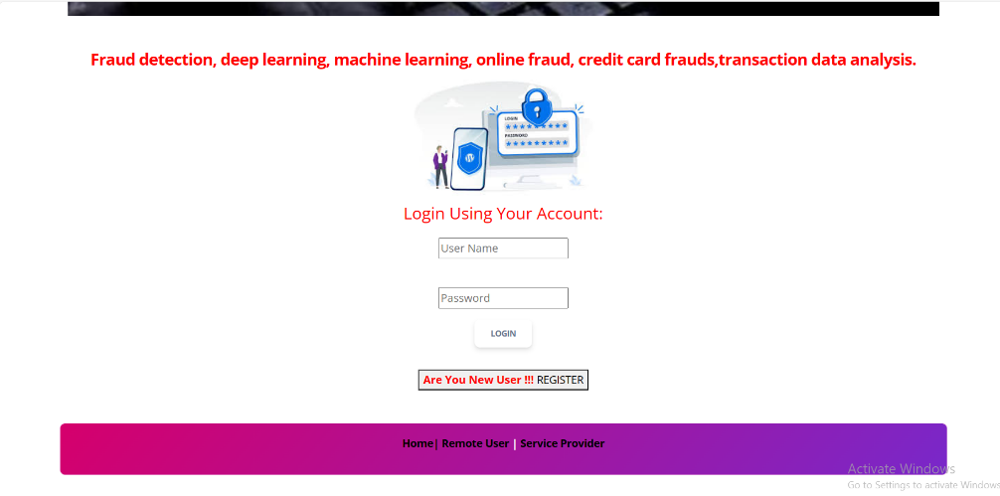 Fraud detection, deep learning, machine learning, online fraud, credit card frauds,transaction data analysis.
LOGIN
PASSWORD
Login Using Your Account:
User Name
Password
LOGIN
Are You New User !!! REGISTER
Home| Remote User | Service Provider
Activate Windows
Go to Settings to activate Windows